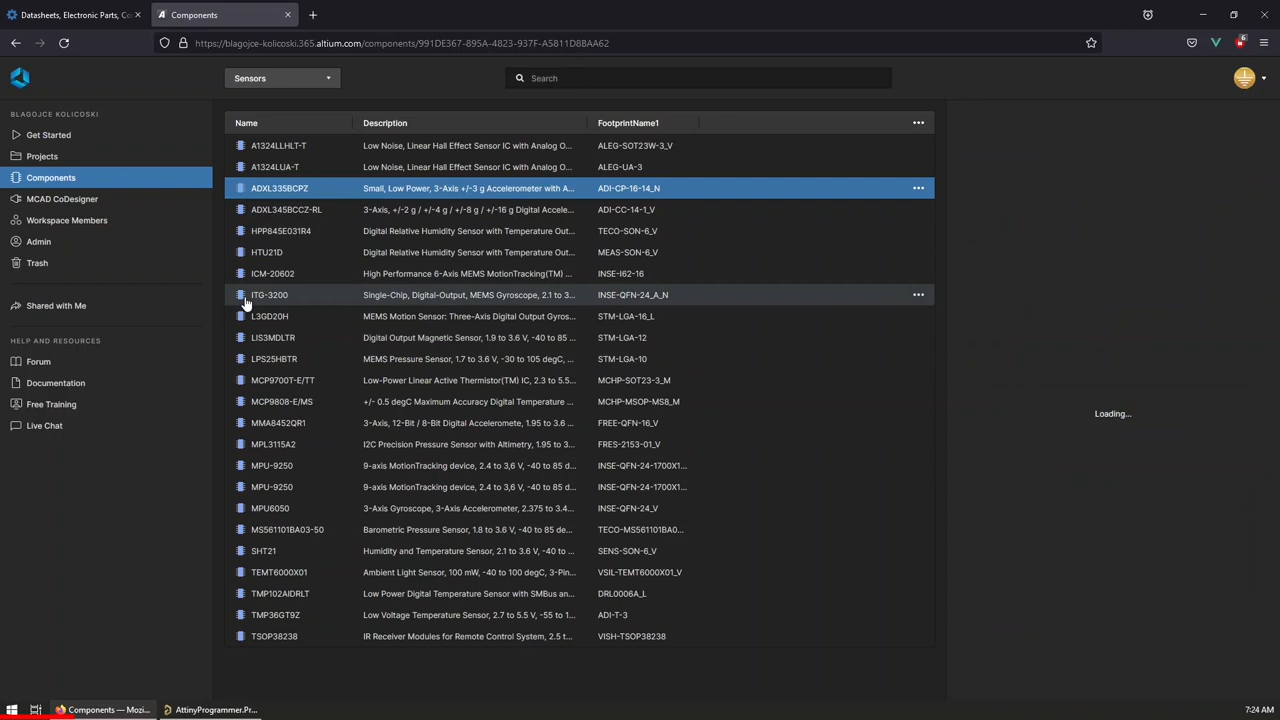 Datasheets, Electronic Parts, Co
Components
https://blagojce-kolicoski.365.altium.com/components/991DE367-895A-4823-937F-A5811D8BAA62
6
Sensors
Search
BLAGOJCE KOLICOSKI
Get Started
Projects
Components
MCAD CoDesigner
Workspace Members
Admin
Trash
Shared with Me
HELP AND RESOURCES
Forum
Documentation
Free Training
Live Chat
Name Description FootprintName1
A1324LLHLT-T Low Noise, Linear Hall Effect Sensor IC with Analog O... ALEG-SOT23W-3_V
A1324LUA-T Low Noise, Linear Hall Effect Sensor IC with Analog O... ALEG-UA-3
ADXL335BCPZ Small, Low Power, 3-Axis +/-3 g Accelerometer with A... ADI-CP-16-14_N
ADXL345BCCZ-RL 3-Axis, +/-2 g / +/-4 g / +/-8 g / +/-16 g Digital Accele... ADI-CC-14-1_V
HPP845E031R4 Digital Relative Humidity Sensor with Temperature Out... TECO-SON-6_V
HTU21D Digital Relative Humidity Sensor with Temperature Out... MEAS-SON-6_V
ICM-20602 High Performance 6-Axis MEMS MotionTracking(TM) ... INSE-I62-16
ITG-3200 Single-Chip, Digital-Output, MEMS Gyroscope, 2.1 to 3... INSE-QFN-24_A_N
L3GD20H MEMS Motion Sensor: Three-Axis Digital Output Gyros... STM-LGA-16_L
LIS3MDLTR Digital Output Magnetic Sensor, 1.9 to 3.6 V, -40 to 85 ... STM-LGA-12
LPS25HBTR MEMS Pressure Sensor, 1.7 to 3.6 V, -30 to 105 degC, ... STM-LGA-10
MCP9700T-E/TT Low-Power Linear Active Thermistor(TM) IC, 2.3 to 5.5... MCHP-SOT23-3_M
MCP9808-E/MS +/- 0.5 degC Maximum Accuracy Digital Temperature ... MCHP-MSOP-MS8_M
MMA8452QR1 3-Axis, 12-Bit / 8-Bit Digital Accelerometer, 1.95 to 3.6 ... FREE-QFN-16_V
MPL3115A2 I2C Precision Pressure Sensor with Altimetry, 1.95 to 3... FRES-2153-01_V
MPU-9250 9-axis MotionTracking device, 2.4 to 3,6 V, -40 to 85 d... INSE-QFN-24-1700X1...
MPU-9250 9-axis MotionTracking device, 2.4 to 3,6 V, -40 to 85 d... INSE-QFN-24-1700X1...
MPU6050 3-Axis Gyroscope, 3-Axis Accelerometer, 2.375 to 3.4... INSE-QFN-24_V
MS561101BA03-50 Barometric Pressure Sensor, 1.8 to 3.6 V, -40 to 85 de... TECO-MS561101BA0...
SHT21 Humidity and Temperature Sensor, 2.1 to 3.6 V, -40 to ... SENS-SON-6_V
TEMT6000X01 Ambient Light Sensor, 100 mW, -40 to 100 degC, 3-Pin... VSIL-TEMT6000X01_V
TMP102AIDRLT Low Power Digital Temperature Sensor with SMBus an... DRL0006A_L
TMP36GT9Z Low Voltage Temperature Sensor, 2.7 to 5.5 V, -55 to 1... ADI-T-3
TSOP38238 IR Receiver Modules for Remote Control System, 2.5 t... VISH-TSOP38238
Loading...
Components — Mozi...
AttinyProgrammer.Pr...
7:24 AM